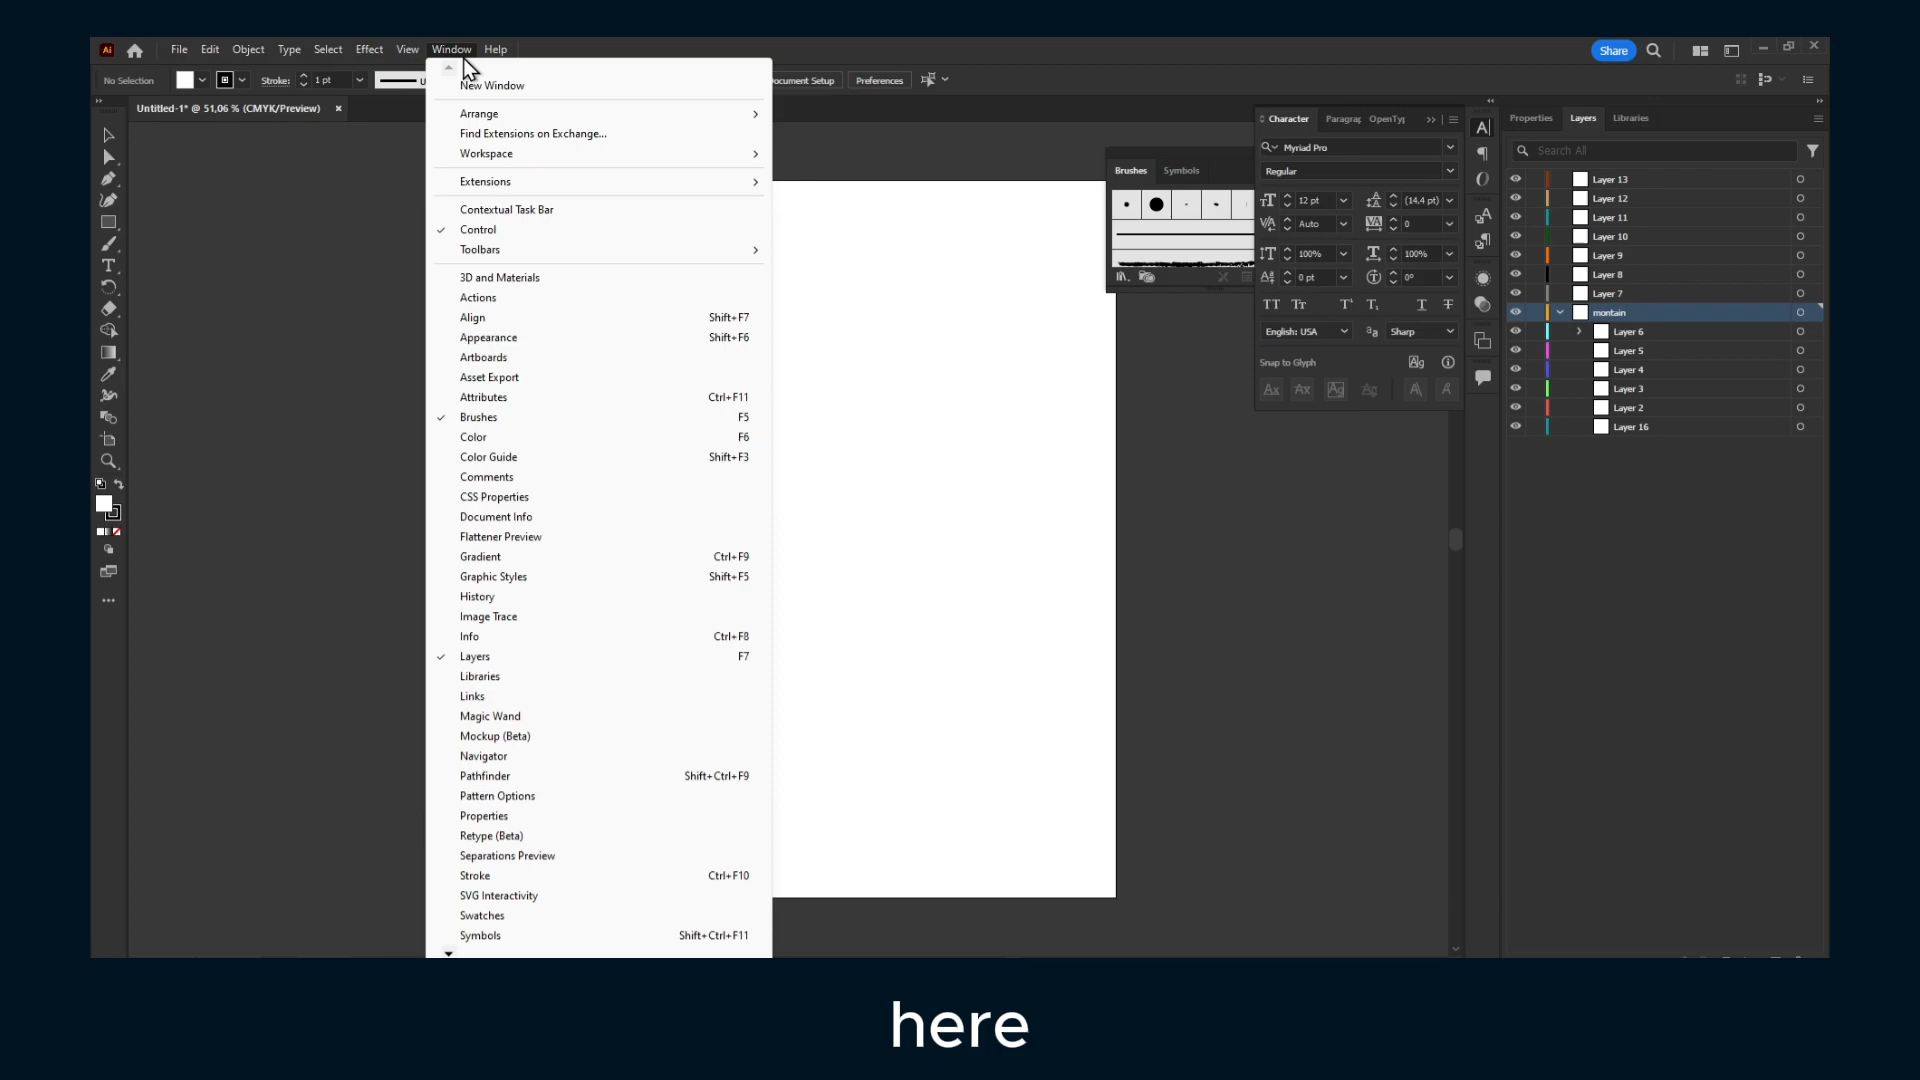 Ai
File Edit Object Type Select Effect View Window Help
Share
No Selection
Stroke:
1 pt
U
ocument Setup
Preferences
Untitled-1* @ 51,06 % (CMYK/Preview) ×
New Window
Arrange
Find Extensions on Exchange...
Workspace
Extensions
Contextual Task Bar
Control
Toolbars
3D and Materials
Actions
Align Shift+F7
Appearance Shift+F6
Artboards
Asset Export
Attributes Ctrl+F11
Brushes F5
Color F6
Color Guide Shift+F3
Comments
CSS Properties
Document Info
Flattener Preview
Gradient Ctrl+F9
Graphic Styles Shift+F5
History
Image Trace
Info Ctrl+F8
Layers F7
Libraries
Links
Magic Wand
Mockup (Beta)
Navigator
Pathfinder Shift+Ctrl+F9
Pattern Options
Properties
Retype (Beta)
Separations Preview
Stroke Ctrl+F10
SVG Interactivity
Swatches
Symbols Shift+Ctrl+F11
Brushes Symbols
Character Paragrap OpenTyp
Myriad Pro
Regular
12 pt (14,4 pt)
Auto 0
100% 100%
0 pt 0°
English: USA
Sharp
Snap to Glyph
Properties Layers Libraries
Search All
Layer 13
Layer 12
Layer 11
Layer 10
Layer 9
Layer 8
Layer 7
montain
Layer 6
Layer 5
Layer 4
Layer 3
Layer 2
Layer 16
here